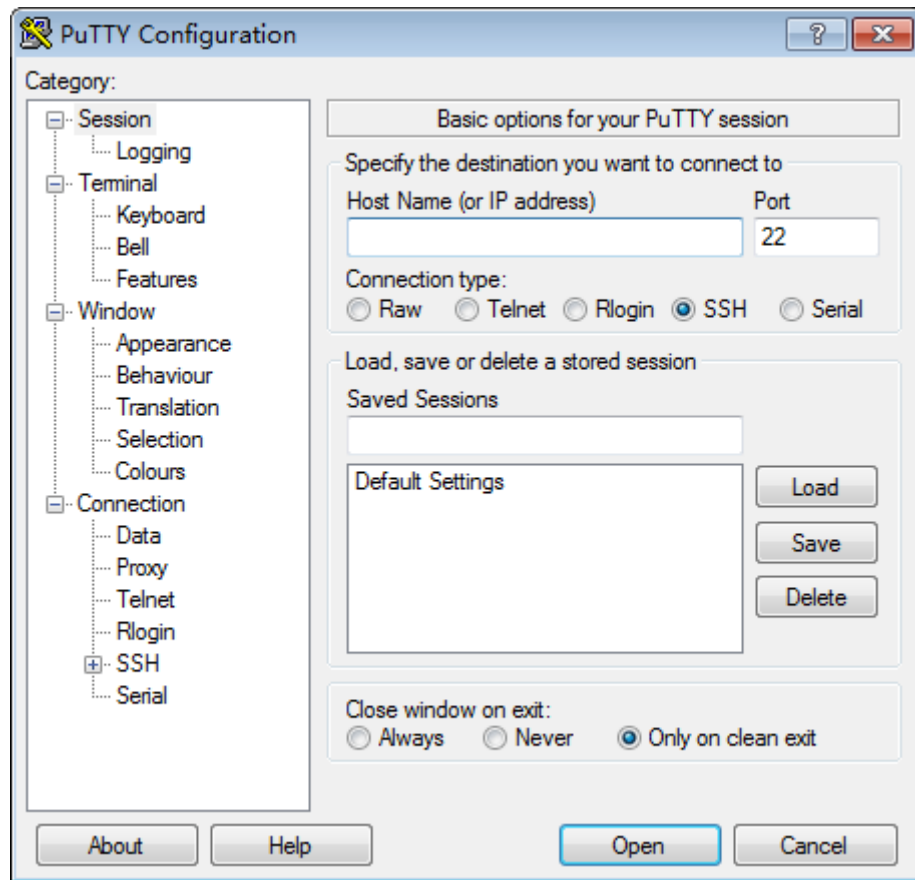 PuTTY Configuration
Category:
Session
Logging
Terminal
Keyboard
Bell
Features
Window
Appearance
Behaviour
Translation
Selection
Colours
Connection
Data
Proxy
Telnet
Rlogin
SSH
Serial
Basic options for your PuTTY session
Specify the destination you want to connect to
Host Name (or IP address) Port
22
Connection type:
Raw Telnet Rlogin SSH Serial
Load, save or delete a stored session
Saved Sessions
Default Settings
Load
Save
Delete
Close window on exit:
Always Never Only on clean exit
About Help Open Cancel